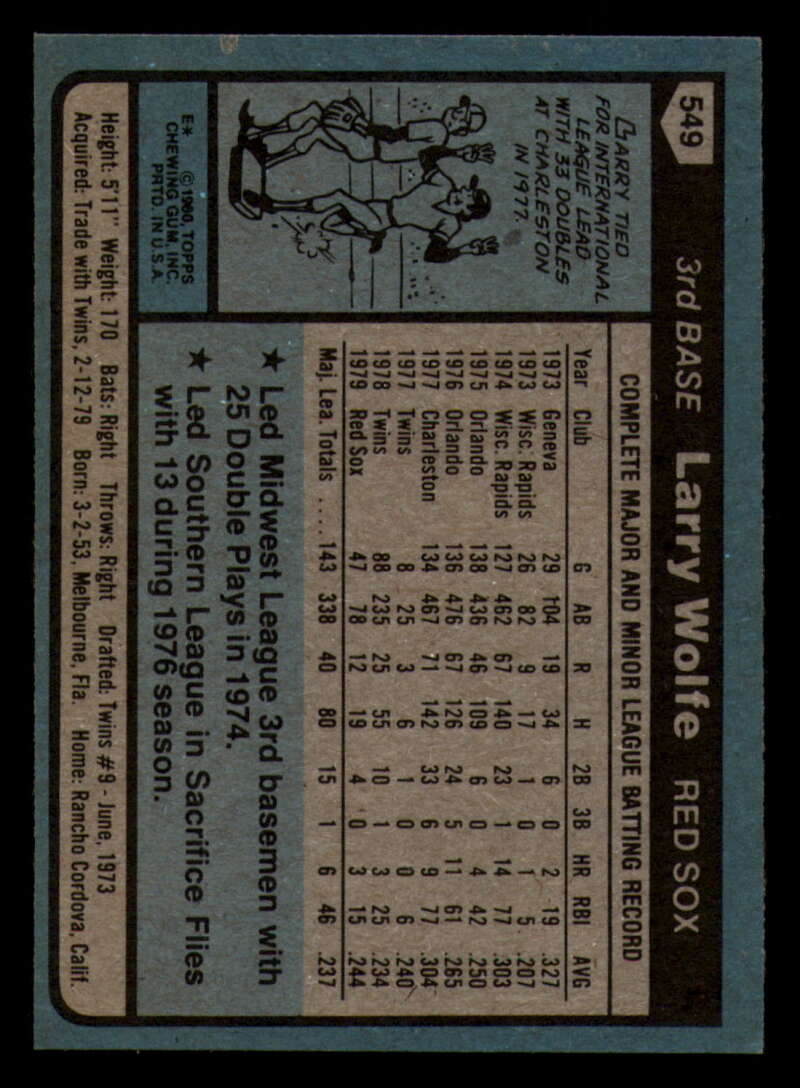 549
3rd BASE Larry Wolfe RED SOX
LARRY TIED
FOR INTERNATIONAL
LEAGUE LEAD
WITH 33 DOUBLES
AT CHARLESTON
IN 1977.
E* © 1980 TOPPS
CHEWING GUM, INC.
PRTD. IN U.S.A.
COMPLETE MAJOR AND MINOR LEAGUE BATTING RECORD
Year Club G AB R H 2B 3B HR RBI AVG
1973 Geneva 29 104 19 34 6 0 2 19 .327
1973 Wisc. Rapids 26 82 9 17 1 0 1 5 .207
1974 Wisc. Rapids 127 462 67 140 23 1 14 77 .303
1975 Orlando 138 436 46 109 6 0 4 42 .250
1976 Orlando 136 476 67 126 24 5 11 61 .265
1977 Charleston 134 467 71 142 33 6 9 77 .304
1977 Twins 8 25 3 6 1 0 0 6 .240
1978 Twins 88 235 25 55 10 1 3 25 .234
1979 Red Sox 47 78 12 19 4 0 3 15 .244
Maj. Lea. Totals .... 143 338 40 80 15 1 6 46 .237
★ Led Midwest League 3rd basemen with
25 Double Plays in 1974.
★ Led Southern League in Sacrifice Flies
with 13 during 1976 season.
Height: 5'11" Weight: 170 Bats: Right Throws: Right Drafted: Twins #9 - June, 1973
Acquired: Trade with Twins, 2-12-79 Born: 3-2-53, Melbourne, Fla. Home: Rancho Cordova, Calif.